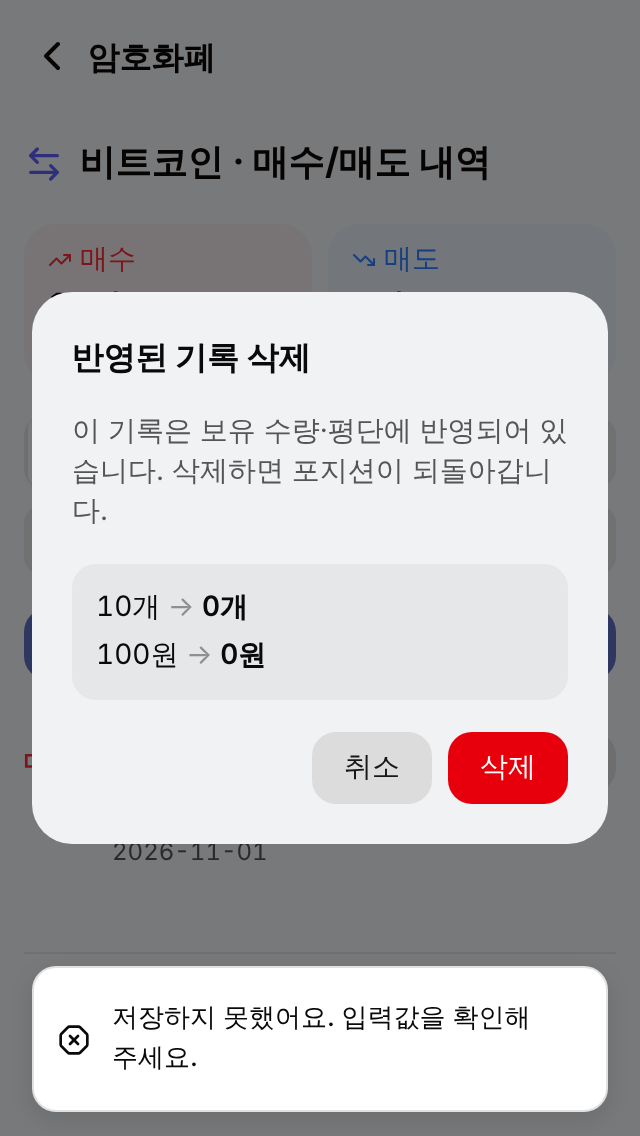 암호화폐
비트코인 · 매수/매도 내역
매수
매도
반영된 기록 삭제
이 기록은 보유 수량·평단에 반영되어 있
습니다. 삭제하면 포지션이 되돌아갑니
다.
10개 → 0개
100원 → 0원
취소
삭제
2026-11-01
저장하지 못했어요. 입력값을 확인해
주세요.